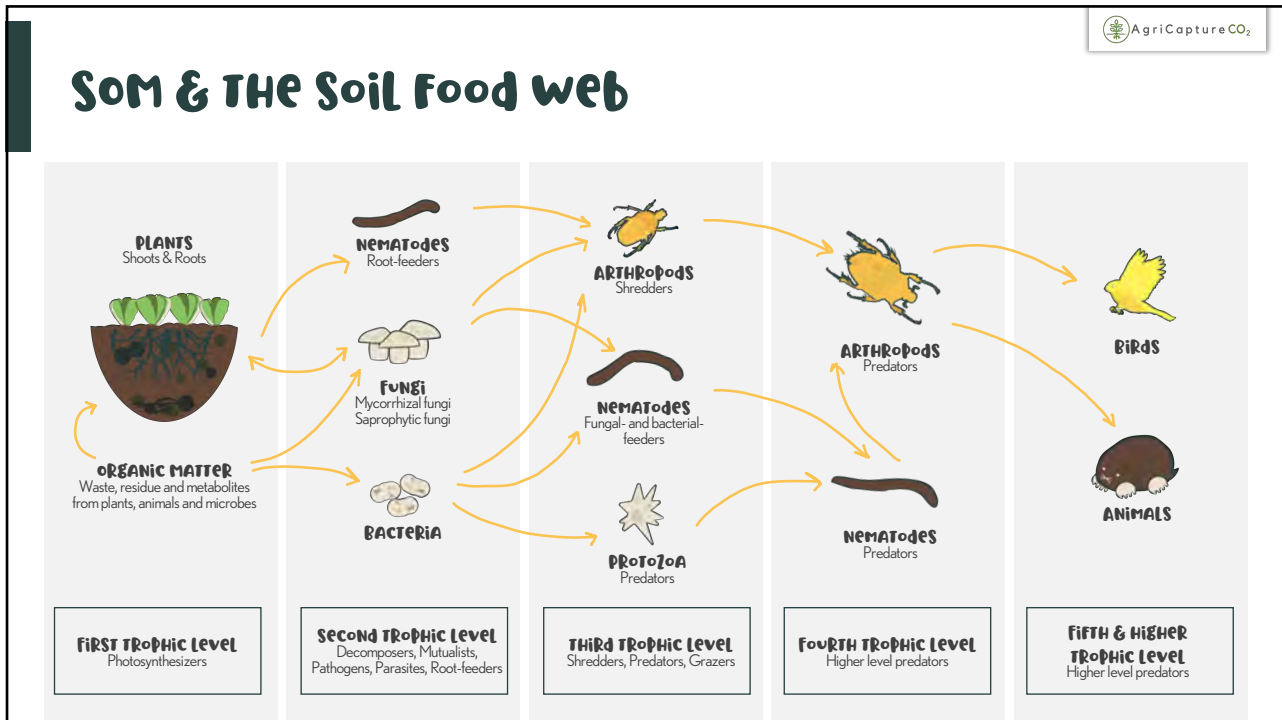 AgriCaptureCO₂
SOM & THE SOIL FOOD WEB
PLANTS
Shoots & Roots
ORGANIC MATTER
Waste, residue and metabolites
from plants, animals and microbes
FIRST TROPHIC LEVEL
Photosynthesizers
NEMATODES
Root-feeders
FUNGI
Mycorrhizal fungi
Saprophytic fungi
BACTERIA
SECOND TROPHIC LEVEL
Decomposers, Mutualists,
Pathogens, Parasites, Root-feeders
ARTHROPODS
Shredders
NEMATODES
Fungal- and bacterial-
feeders
PROTOZOA
Predators
THIRD TROPHIC LEVEL
Shredders, Predators, Grazers
ARTHROPODS
Predators
NEMATODES
Predators
FOURTH TROPHIC LEVEL
Higher level predators
BIRDS
ANIMALS
FIFTH & HIGHER
TROPHIC LEVEL
Higher level predators